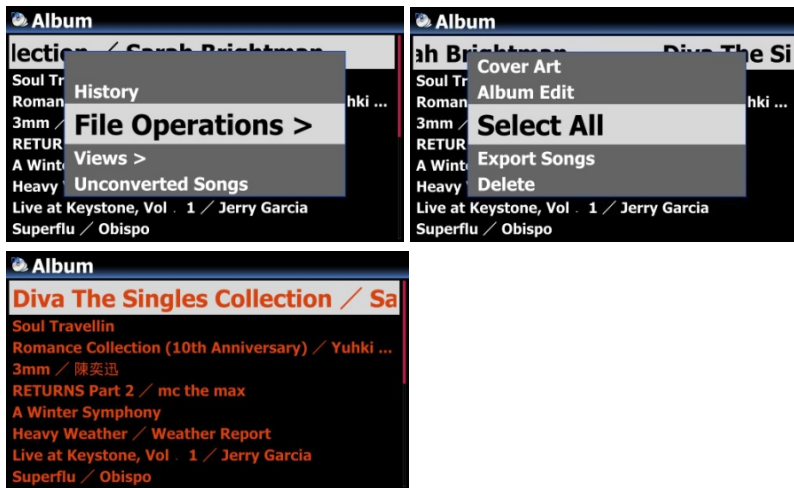 Album
lection / Sarah Brightman
Soul Tr
History
Roman
hki ...
File Operations >
3mm /
RETUR
Views >
A Wint
Unconverted Songs
Heavy
Live at Keystone, Vol . 1 / Jerry Garcia
Superflu / Obispo
Album
ah Brightman Diva The Si
Cover Art
Soul Tr
Album Edit
Roman
hki ...
Select All
3mm /
RETUR
Export Songs
A Wint
Delete
Heavy
Live at Keystone, Vol . 1 / Jerry Garcia
Superflu / Obispo
Album
Diva The Singles Collection / Sa
Soul Travellin
Romance Collection (10th Anniversary) / Yuhki ...
3mm / 陳奕迅
RETURNS Part 2 / mc the max
A Winter Symphony
Heavy Weather / Weather Report
Live at Keystone, Vol . 1 / Jerry Garcia
Superflu / Obispo